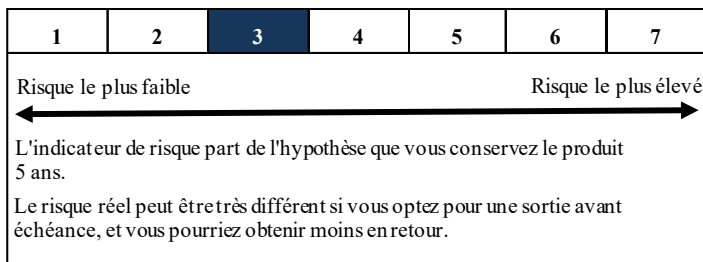 1 2 3 4 5 6 7
Risque le plus faible Risque le plus élevé
L'indicateur de risque part de l'hypothèse que vous conservez le produit
5 ans.
Le risque réel peut être très différent si vous optez pour une sortie avant
échéance, et vous pourriez obtenir moins en retour.